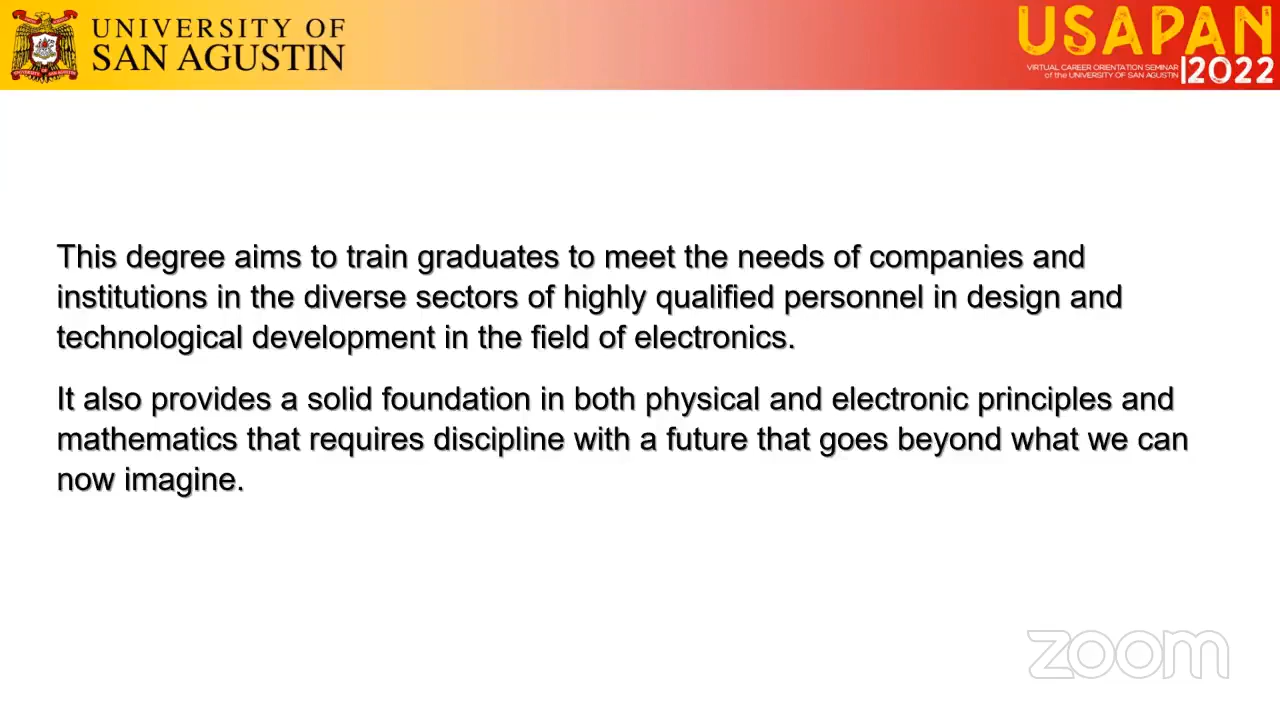 UNIVERSITY OF
SAN AGUSTIN
USAPAN
VIRTUAL CAREER ORIENTATION SEMINAR
of the UNIVERSITY OF SAN AGUSTIN
|2022
This degree aims to train graduates to meet the needs of companies and
institutions in the diverse sectors of highly qualified personnel in design and
technological development in the field of electronics.
It also provides a solid foundation in both physical and electronic principles and
mathematics that requires discipline with a future that goes beyond what we can
now imagine.
zoom